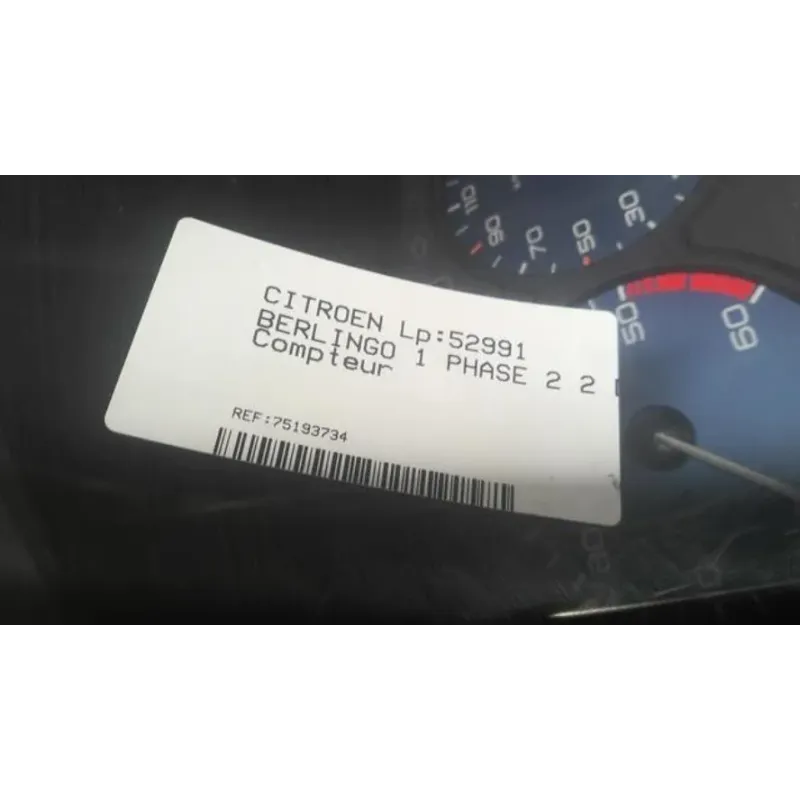 CITROEN Lp:52991
BERLINGO 1 PHASE 2 2
Compteur
REF:75193734
110
90
70
50
30
50
60